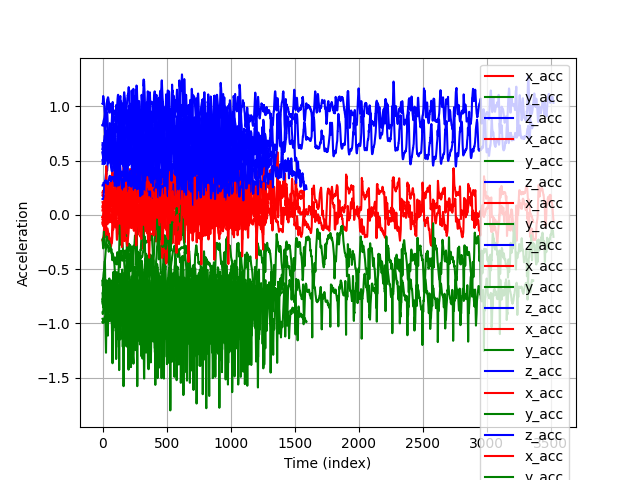 1.0
0.5
0.0
−0.5
−1.0
−1.5
Acceleration
0
500
1000
1500
2000
2500
3000
3500
Time (index)
x_acc
y_acc
z_acc
x_acc
y_acc
z_acc
x_acc
y_acc
z_acc
x_acc
y_acc
z_acc
x_acc
y_acc
z_acc
x_acc
y_acc
z_acc
x_acc
y_acc